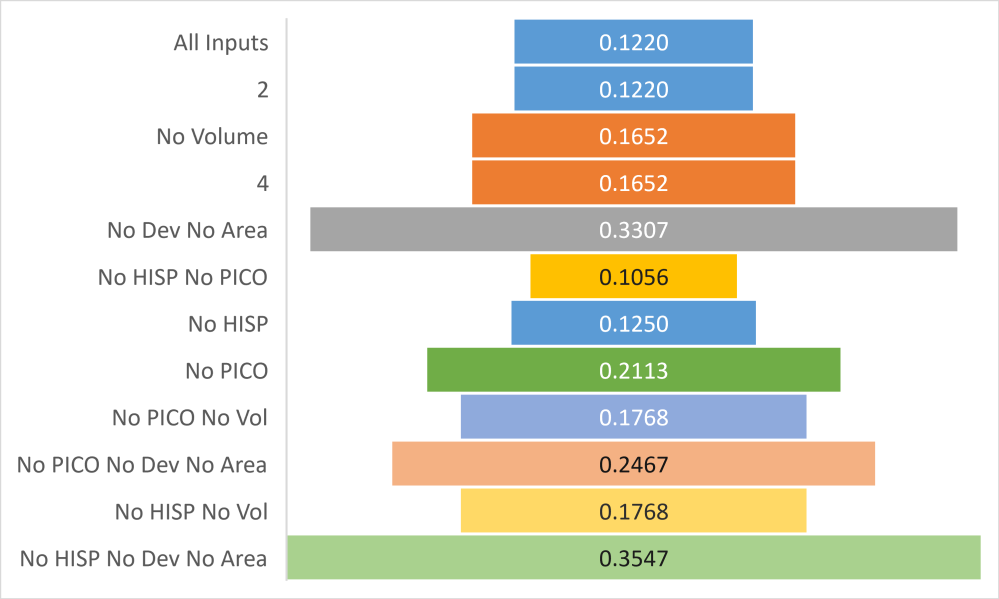 All Inputs 0.1220
2 0.1220
No Volume 0.1652
4 0.1652
No Dev No Area 0.3307
No HISP No PICO 0.1056
No HISP 0.1250
No PICO 0.2113
No PICO No Vol 0.1768
No PICO No Dev No Area 0.2467
No HISP No Vol 0.1768
No HISP No Dev No Area 0.3547